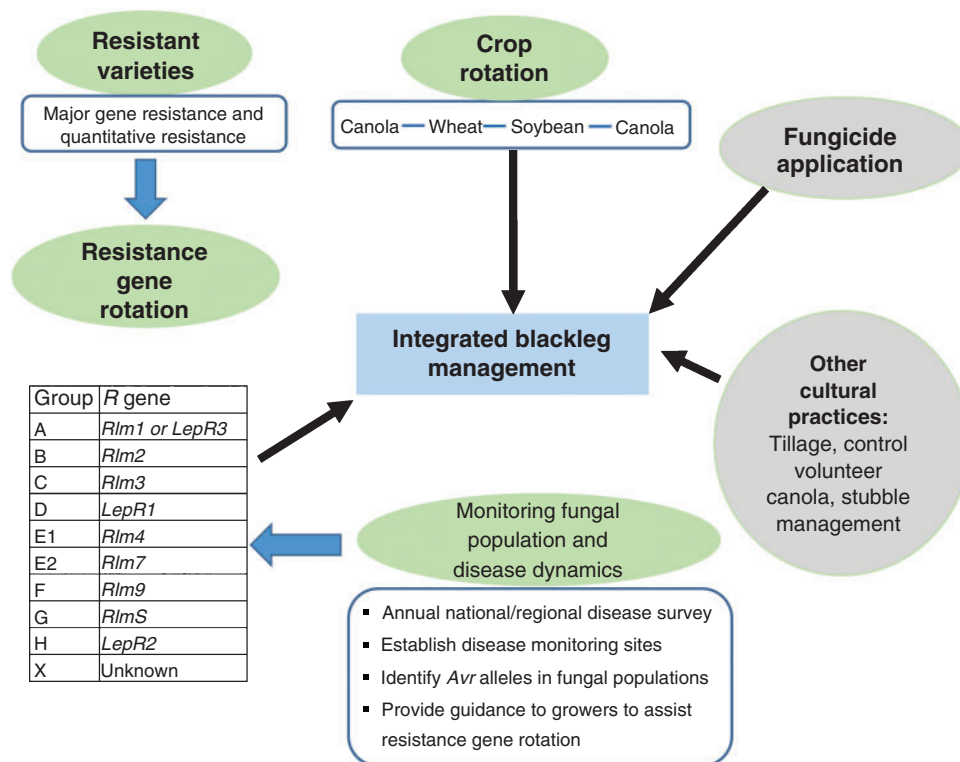 Resistant
varieties
Major gene resistance and
quantitative resistance
Resistance
gene
rotation
Crop
rotation
Canola — Wheat — Soybean — Canola
Fungicide
application
Integrated blackleg
management
Other
cultural
practices:
Tillage, control
volunteer
canola, stubble
management
Group R gene
A Rlm1 or LepR3
B Rlm2
C Rlm3
D LepR1
E1 Rlm4
E2 Rlm7
F Rlm9
G RlmS
H LepR2
X Unknown
Monitoring fungal
population and
disease dynamics
▪ Annual national/regional disease survey
▪ Establish disease monitoring sites
▪ Identify Avr alleles in fungal populations
▪ Provide guidance to growers to assist
resistance gene rotation